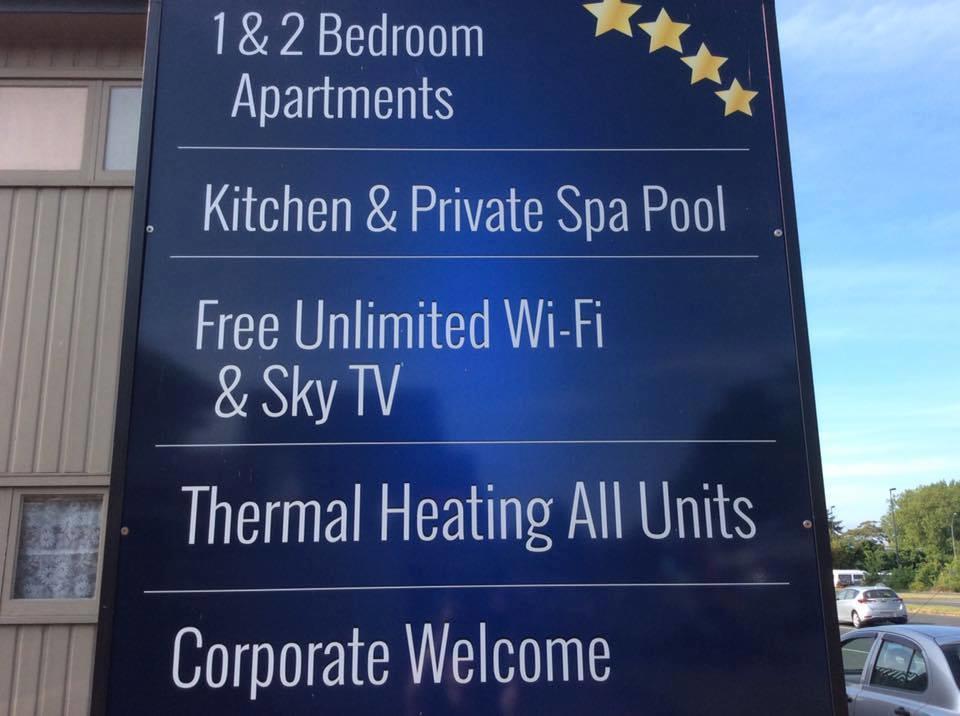 1 & 2 Bedroom
Apartments
Kitchen & Private Spa Pool
Free Unlimited Wi-Fi
& Sky TV
Thermal Heating All Units
Corporate Welcome